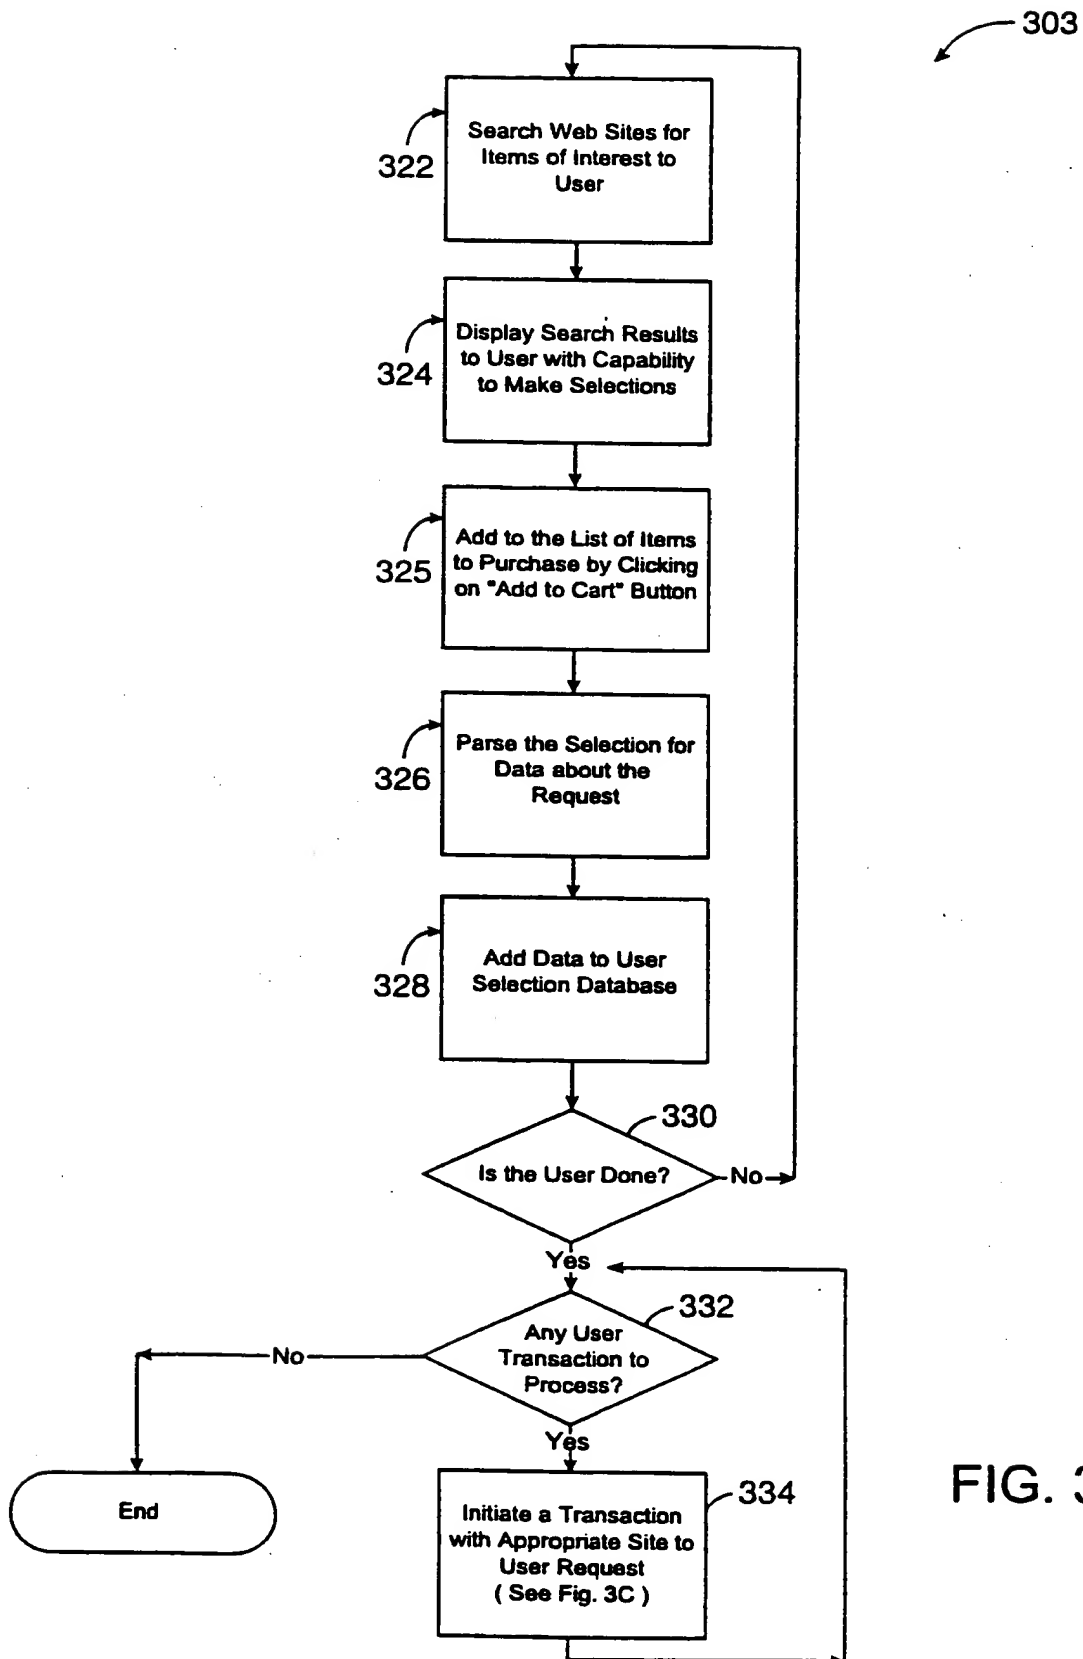 303
322
Search Web Sites for
Items of Interest to
User
324
Display Search Results
to User with Capability
to Make Selections
325
Add to the List of Items
to Purchase by Clicking
on "Add to Cart" Button
326
Parse the Selection for
Data about the
Request
328
Add Data to User
Selection Database
330
Is the User Done?
No
Yes
332
Any User
Transaction to
Process?
No
Yes
End
334
Initiate a Transaction
with Appropriate Site to
User Request
( See Fig. 3C )
FIG. 3